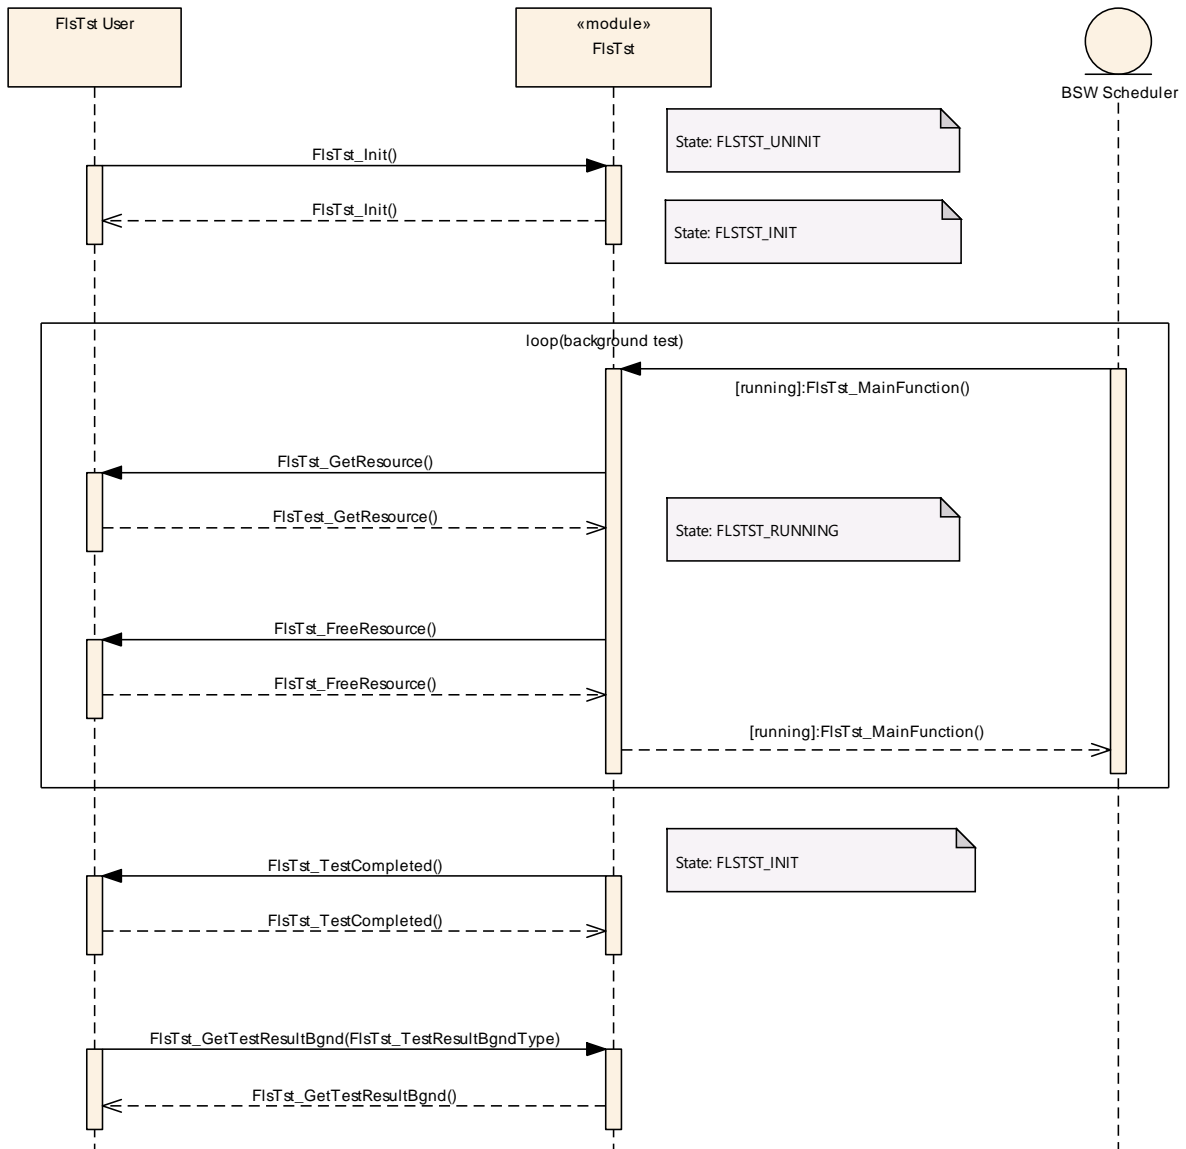 FlsTst User
«module»
FlsTst
BSW Scheduler
State: FLSTST_UNINIT
FlsTst_Init()
FlsTst_Init()
State: FLSTST_INIT
loop(background test)
[running]:FlsTst_MainFunction()
FlsTst_GetResource()
FlsTest_GetResource()
State: FLSTST_RUNNING
FlsTst_FreeResource()
FlsTst_FreeResource()
[running]:FlsTst_MainFunction()
State: FLSTST_INIT
FlsTst_TestCompleted()
FlsTst_TestCompleted()
FlsTst_GetTestResultBgnd(FlsTst_TestResultBgndType)
FlsTst_GetTestResultBgnd()